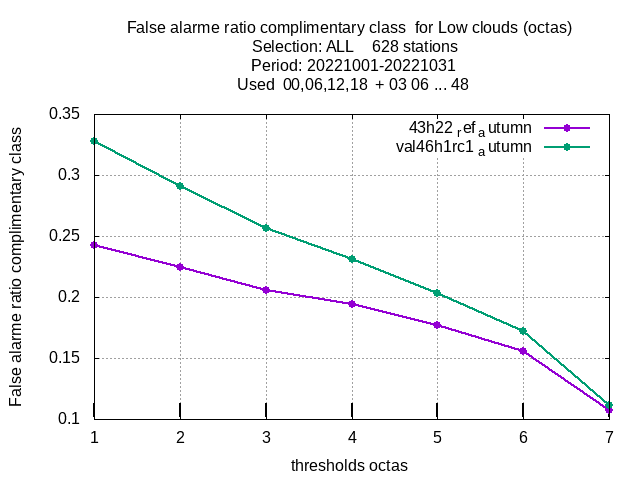 False alarme ratio complimentary class  for Low clouds (octas)
Selection: ALL    628 stations
Period: 20221001-20221031
Used  00,06,12,18  + 03 06 ... 48
43h22 ref a utumn
val46h1rc1 a utumn
False alarme ratio complimentary class
0.35
0.3
0.25
0.2
0.15
0.1
1 2 3 4 5 6 7
thresholds octas